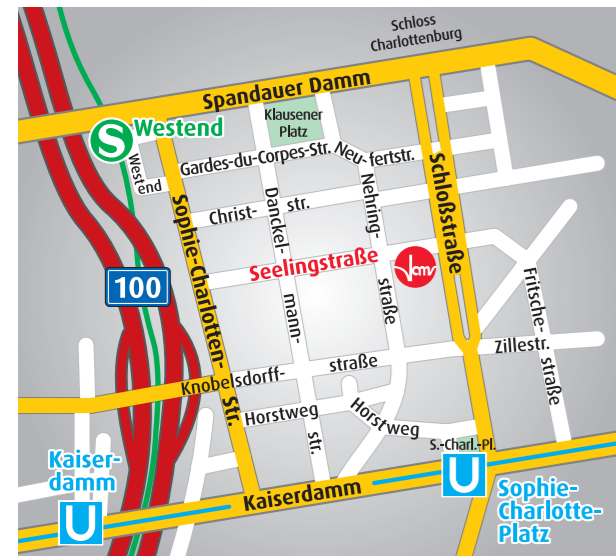 Schloss
Charlottenburg
Spandauer Damm
Klausener
Platz
S Westend
Westend
Gardes-du-Corpes-Str.
Neu-fertstr.
Schloßstraße
Sophie-Charlotten-Str.
Christ-str.
Danckel-mann-str.
Nehring-straße
Seelingstraße
100
Fritsche-straße
Zillestr.
Knobelsdorff-straße
Horstweg
Horstweg
S.-Charl.-Pl.
Kaiser-
damm
U
Kaiserdamm
U
Sophie-
Charlotte-
Platz